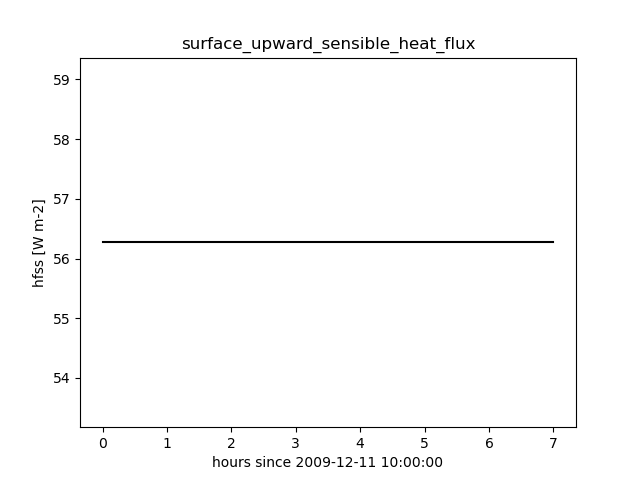 surface_upward_sensible_heat_flux
59
58
57
56
55
54
hfss [W m-2]
0 1 2 3 4 5 6 7
hours since 2009-12-11 10:00:00